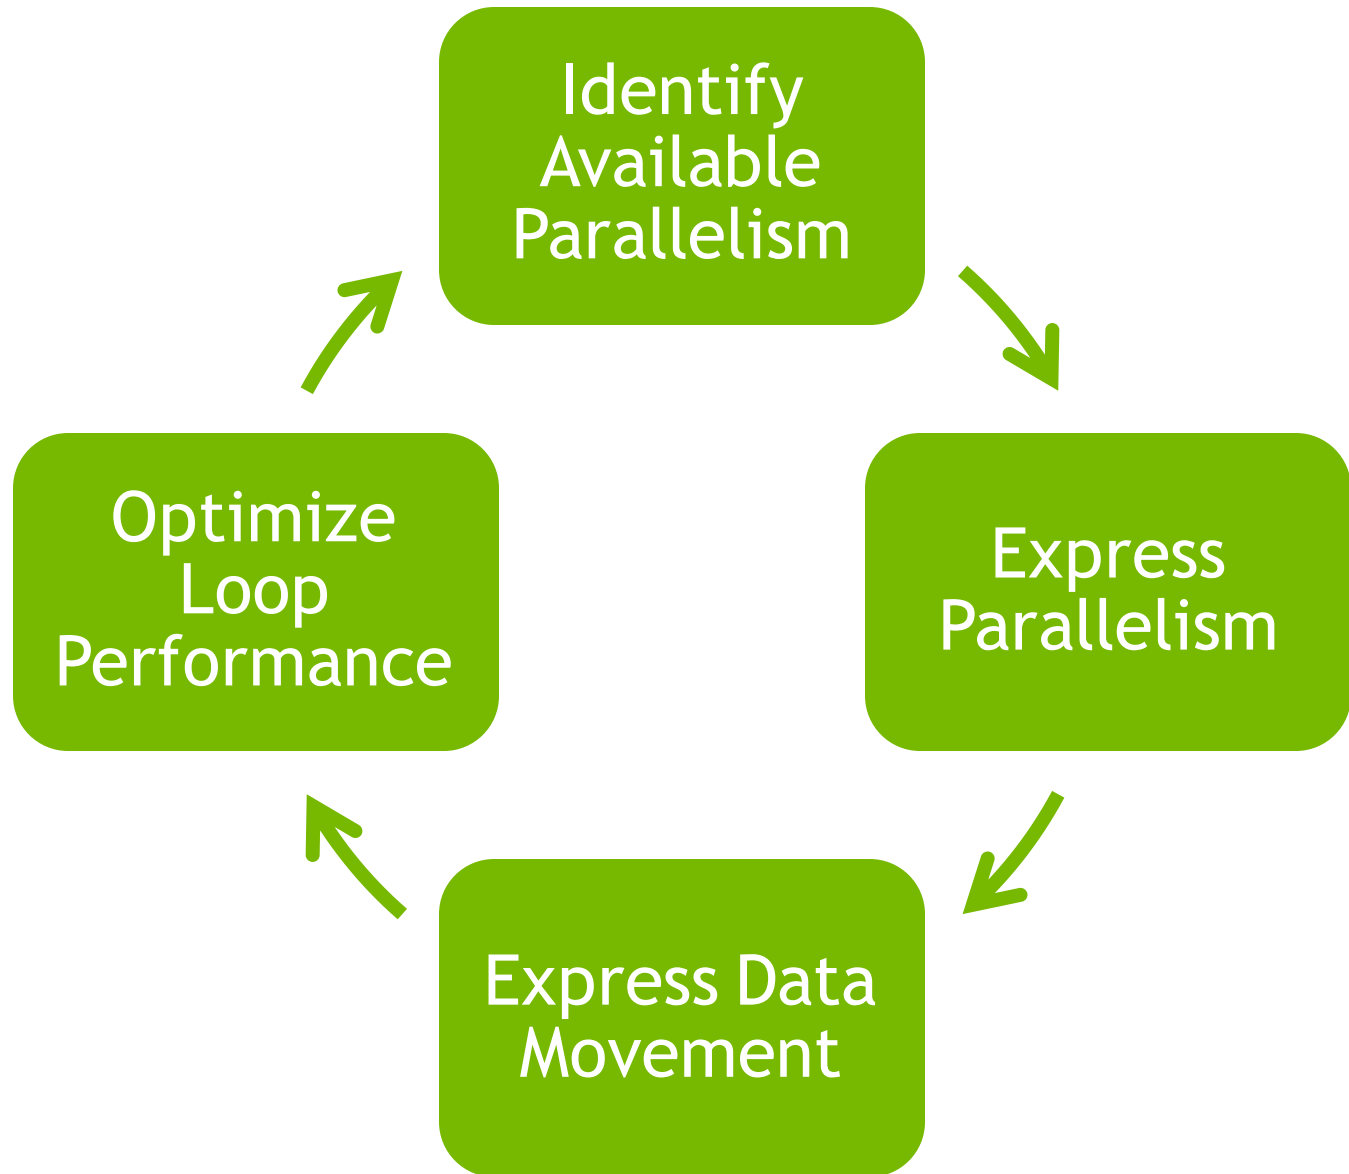 Identify
Available
Parallelism
Express
Parallelism
Express Data
Movement
Optimize
Loop
Performance